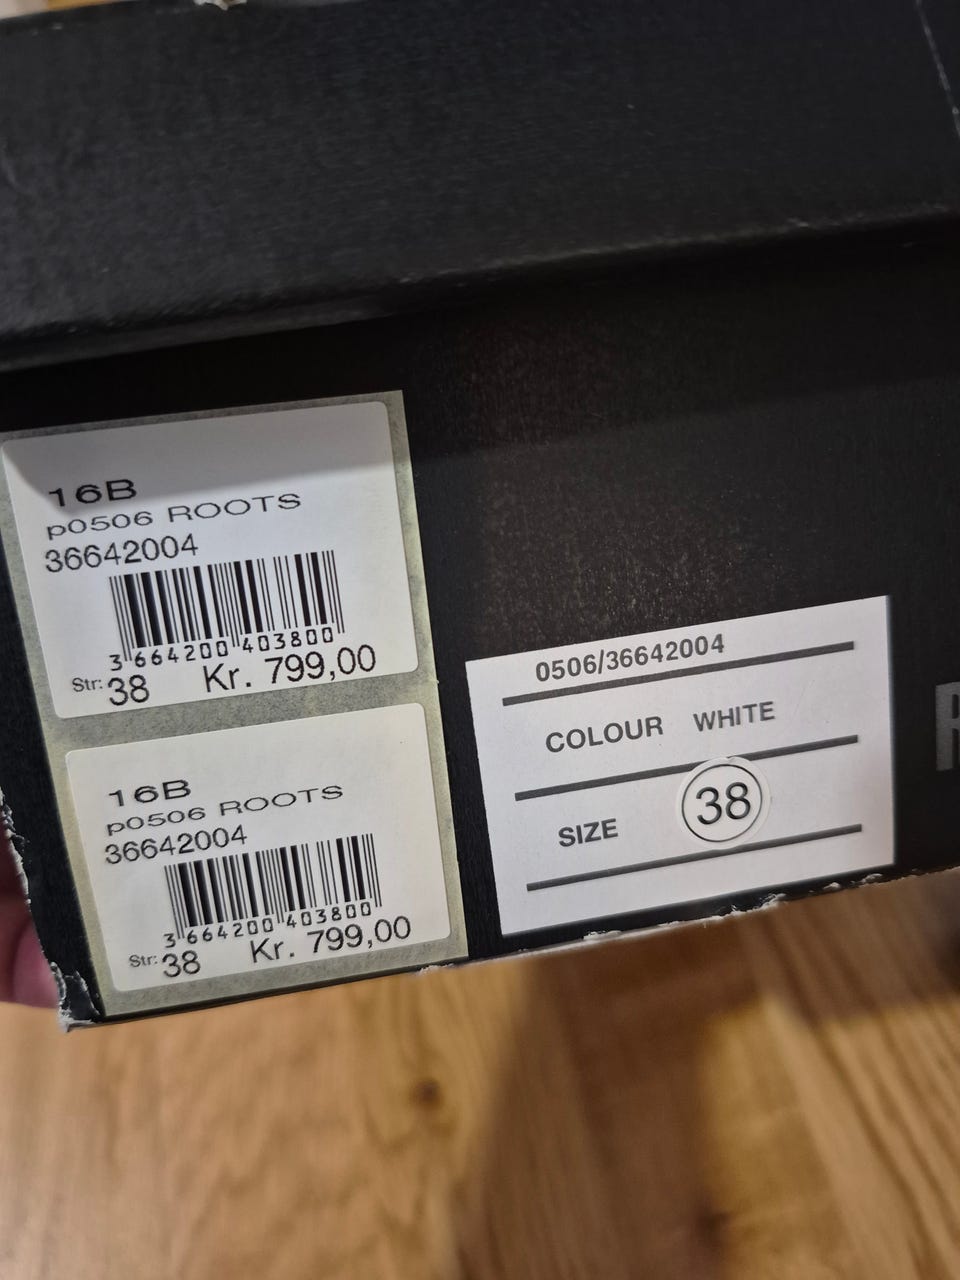 16B
p0506 ROOTS
36642004
3 664200 403800
Str: 38 Kr. 799,00
16B
p0506 ROOTS
36642004
3 664200 403800
Str: 38 Kr. 799,00
0506/36642004
COLOUR WHITE
SIZE 38